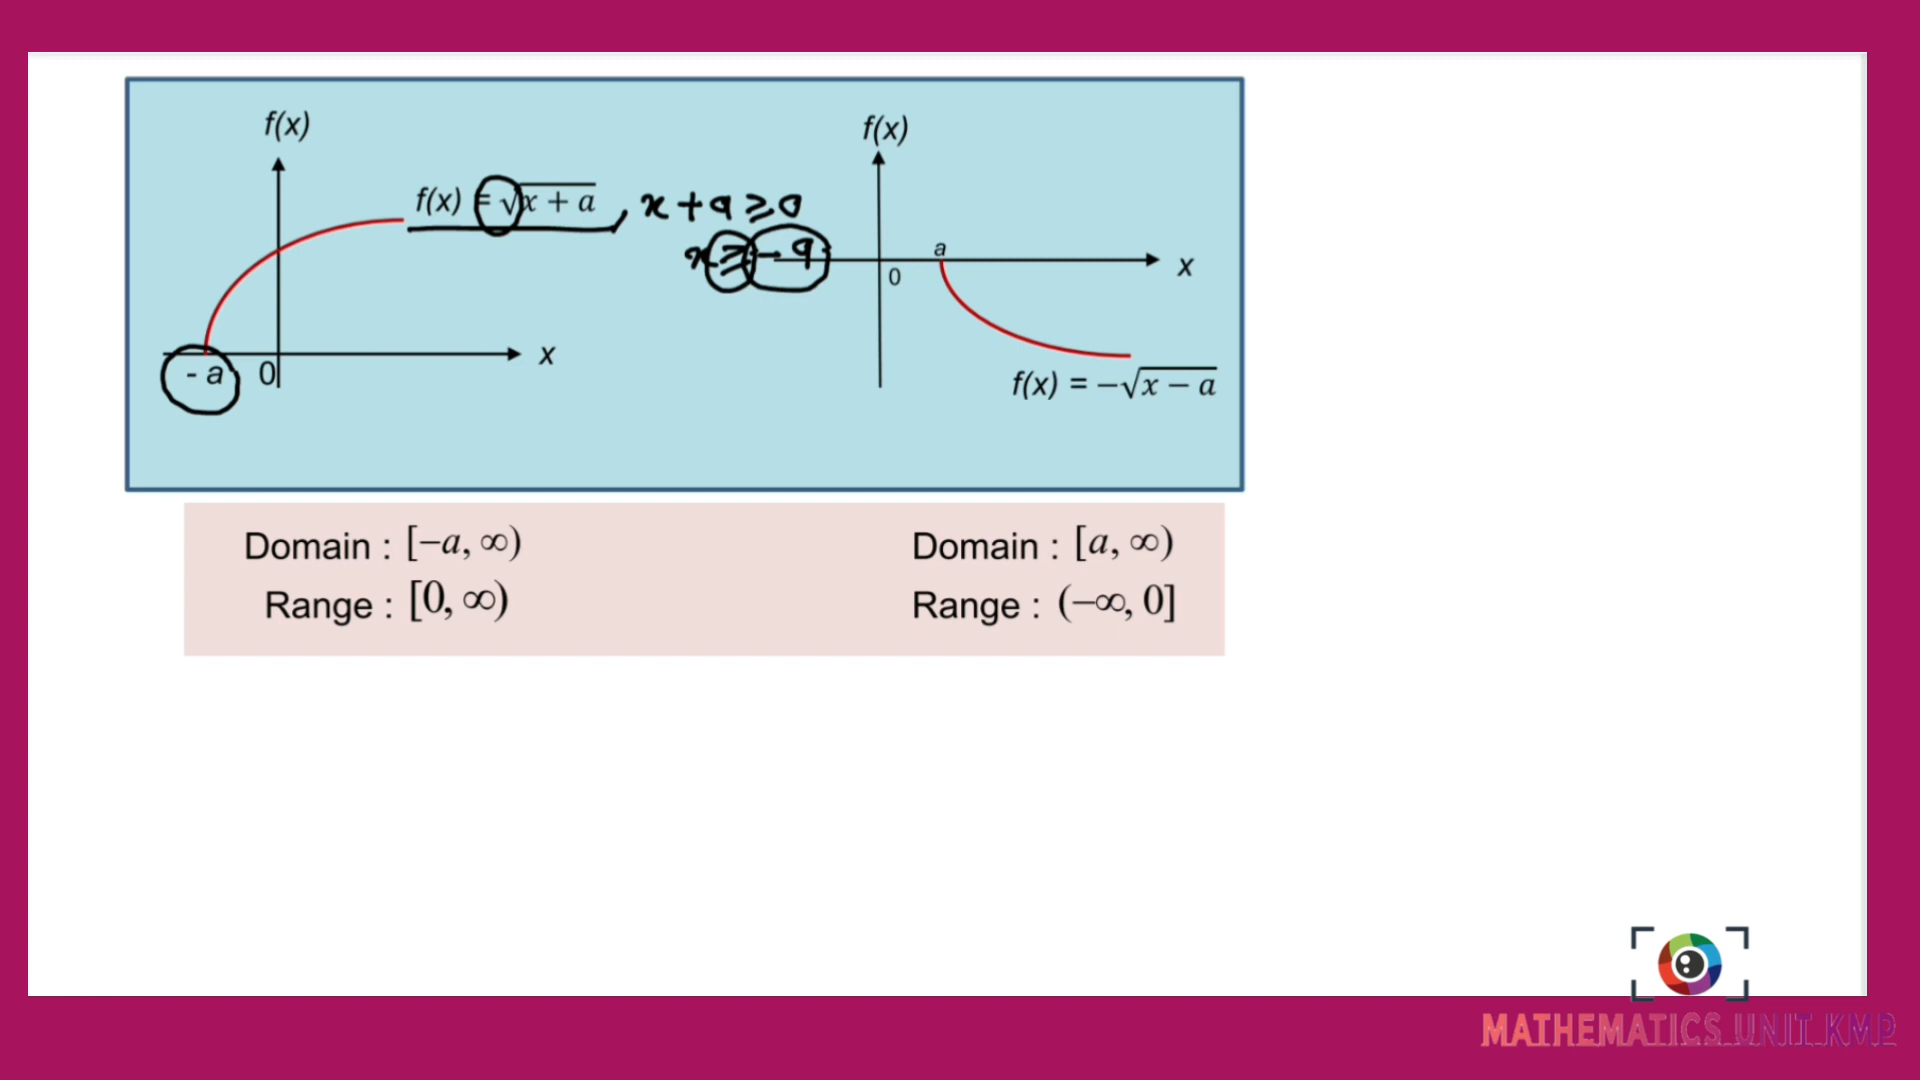 f(x)
f(x) = √x + a , x + a ≥ 0
x ≥ -a
- a
0
x
f(x)
a
0
x
f(x) = −√x − a
Domain : [−a, ∞)
Range : [0, ∞)
Domain : [a, ∞)
Range : (−∞, 0]
MATHEMATICS UNIT KMP